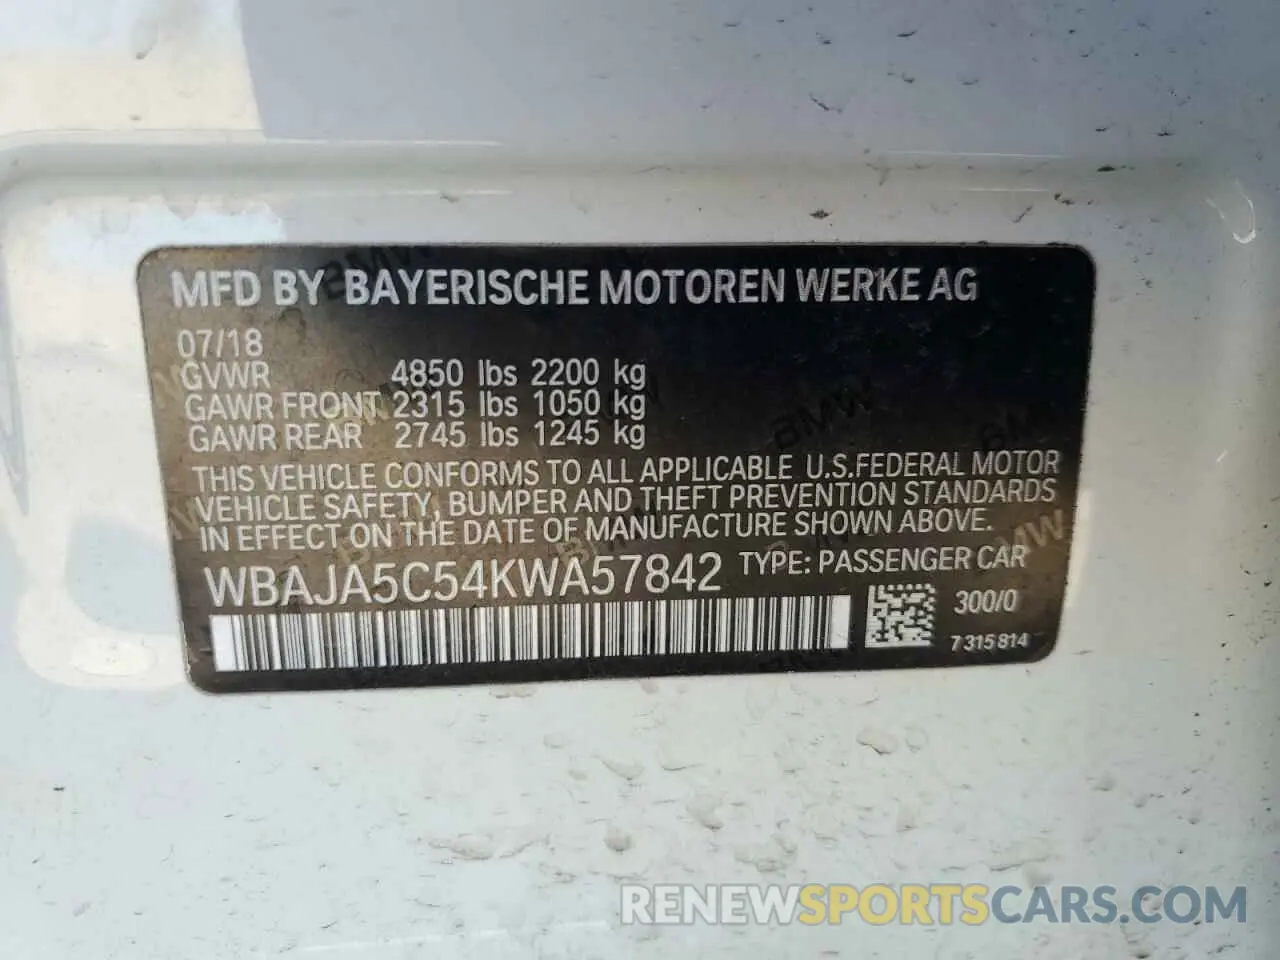 MFD BY BAYERISCHE MOTOREN WERKE AG
07/18
GVWR 4850 lbs 2200 kg
GAWR FRONT 2315 lbs 1050 kg
GAWR REAR 2745 lbs 1245 kg
THIS VEHICLE CONFORMS TO ALL APPLICABLE U.S.FEDERAL MOTOR
VEHICLE SAFETY, BUMPER AND THEFT PREVENTION STANDARDS
IN EFFECT ON THE DATE OF MANUFACTURE SHOWN ABOVE.
WBAJA5C54KWA57842 TYPE: PASSENGER CAR
300/0
7 315 814
RENEWSPORTSCARS.COM